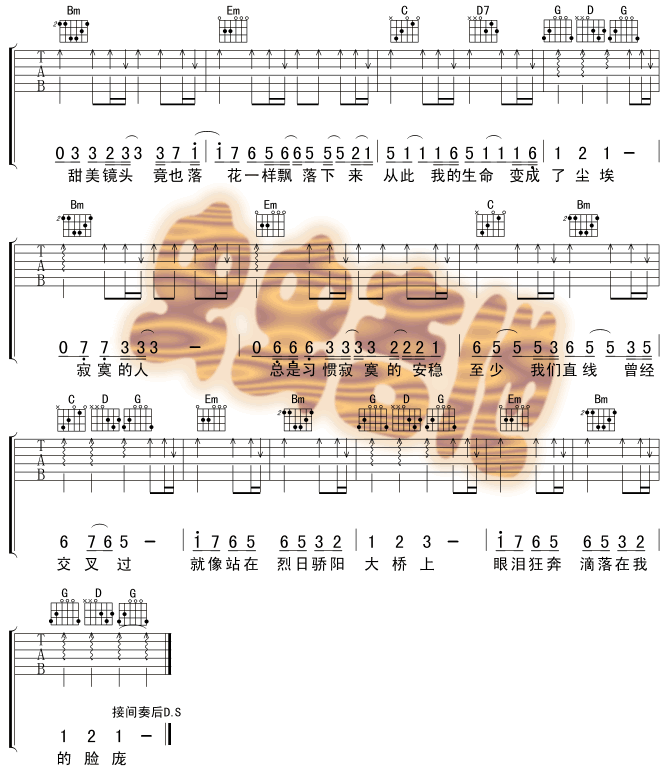 Bm Em C D7 G D G
T
A
B
0 3 3 2 3 3 3 7 1 1 7 6 5 6 6 5 5 5 2 1 5 1 1 1 6 5 1 1 1 6 1 2 1 －
甜美镜头 竟也落 花一样飘 落下 来 从此 我的生命 变成 了 尘 埃
Bm Em C Bm
T
A
B
0 7 7 3 3 3 － 0 6 6 6 3 3 3 3 3 2 2 2 2 1 6 5 5 5 3 6 5 5 3 5
寂寞的人 总是习 惯寂 寞的 安稳 至少 我们直线 曾经
C D G Em Bm G D G Em Bm
T
A
B
6 7 6 5 － 1 7 6 5 6 5 3 2 1 2 3 － 1 7 6 5 6 5 3 2
交 叉 过 就像站在 烈日骄阳 大 桥 上 眼泪狂奔 滴落在我
G D G
T
A
B
接间奏后D.S
1 2 1 －
的 脸 庞